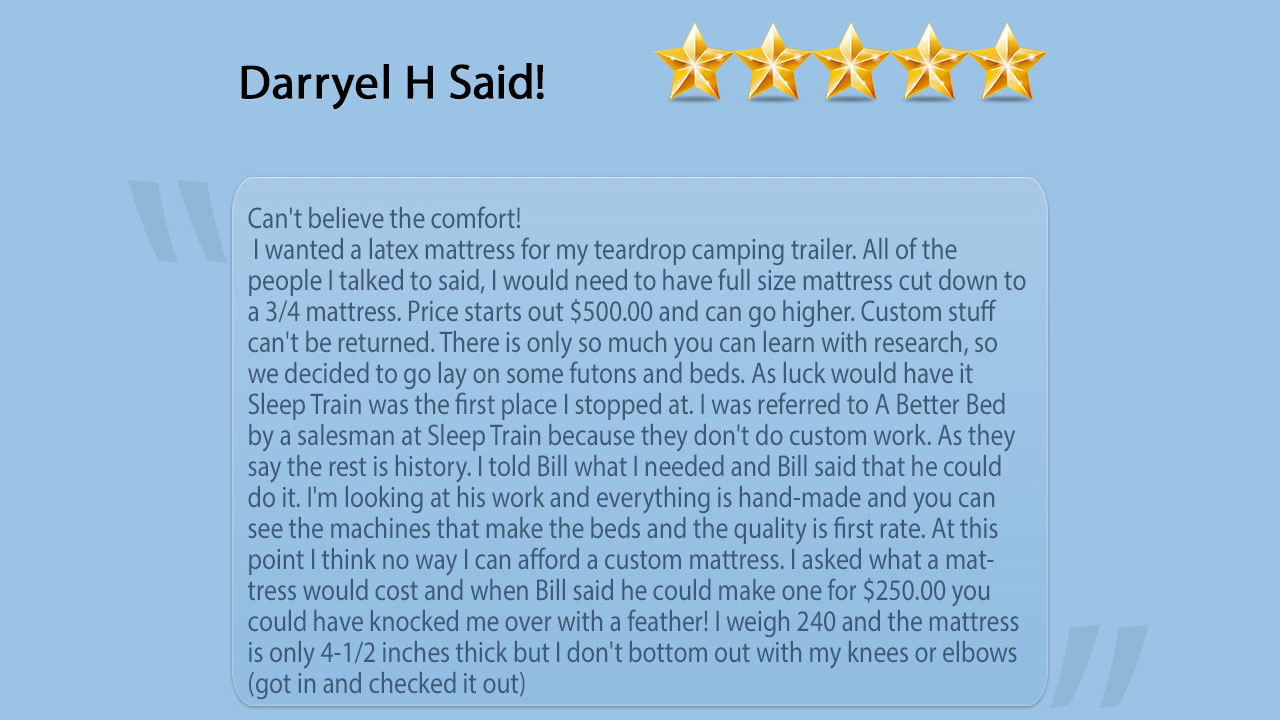 Darryel H Said!
Can't believe the comfort!
I wanted a latex mattress for my teardrop camping trailer. All of the
people I talked to said, I would need to have full size mattress cut down to
a 3/4 mattress. Price starts out $500.00 and can go higher. Custom stuff
can't be returned. There is only so much you can learn with research, so
we decided to go lay on some futons and beds. As luck would have it
Sleep Train was the first place I stopped at. I was referred to A Better Bed
by a salesman at Sleep Train because they don't do custom work. As they
say the rest is history. I told Bill what I needed and Bill said that he could
do it. I'm looking at his work and everything is hand-made and you can
see the machines that make the beds and the quality is first rate. At this
point I think no way I can afford a custom mattress. I asked what a mat-
tress would cost and when Bill said he could make one for $250.00 you
could have knocked me over with a feather! I weigh 240 and the mattress
is only 4-1/2 inches thick but I don't bottom out with my knees or elbows
(got in and checked it out)